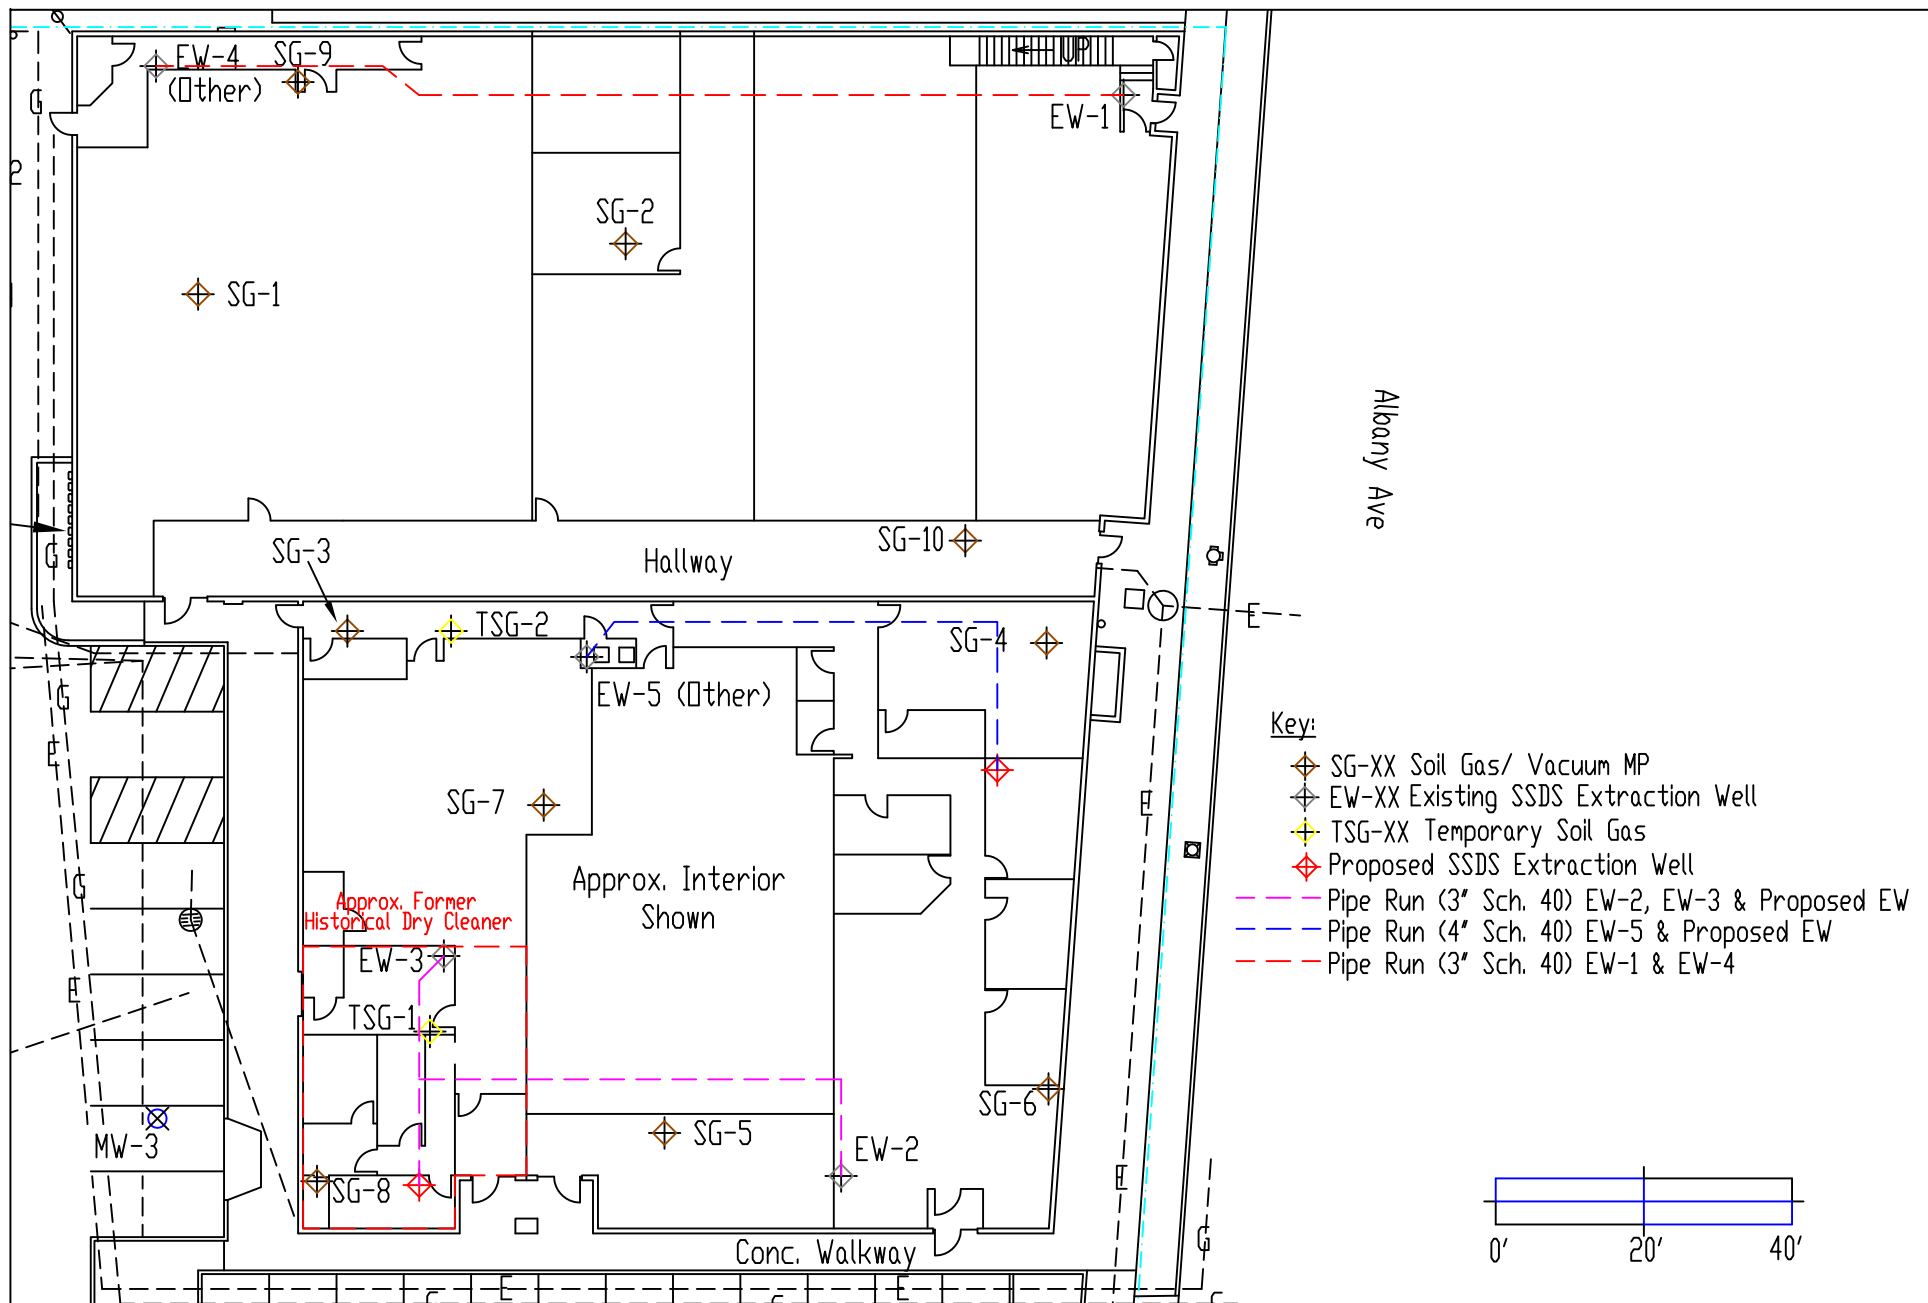 EW-4
(Other)
SG-9
UP
EW-1
G
2
SG-2
SG-1
Albany Ave
SG-10
Hallway
SG-3
G
TSG-2
SG-4
E
EW-5 (Other)
G
E
Key:
SG-XX Soil Gas/ Vacuum MP
EW-XX Existing SSDS Extraction Well
TSG-XX Temporary Soil Gas
Proposed SSDS Extraction Well
Pipe Run (3" Sch. 40) EW-2, EW-3 & Proposed EW
Pipe Run (4" Sch. 40) EW-5 & Proposed EW
Pipe Run (3" Sch. 40) EW-1 & EW-4
SG-7
E
Approx. Interior
Shown
G
Approx. Former
Historical Dry Cleaner
EW-3
E
TSG-1
SG-6
SG-5
MW-3
EW-2
SG-8
E
G
Conc. Walkway
0'
20'
40'
E
E